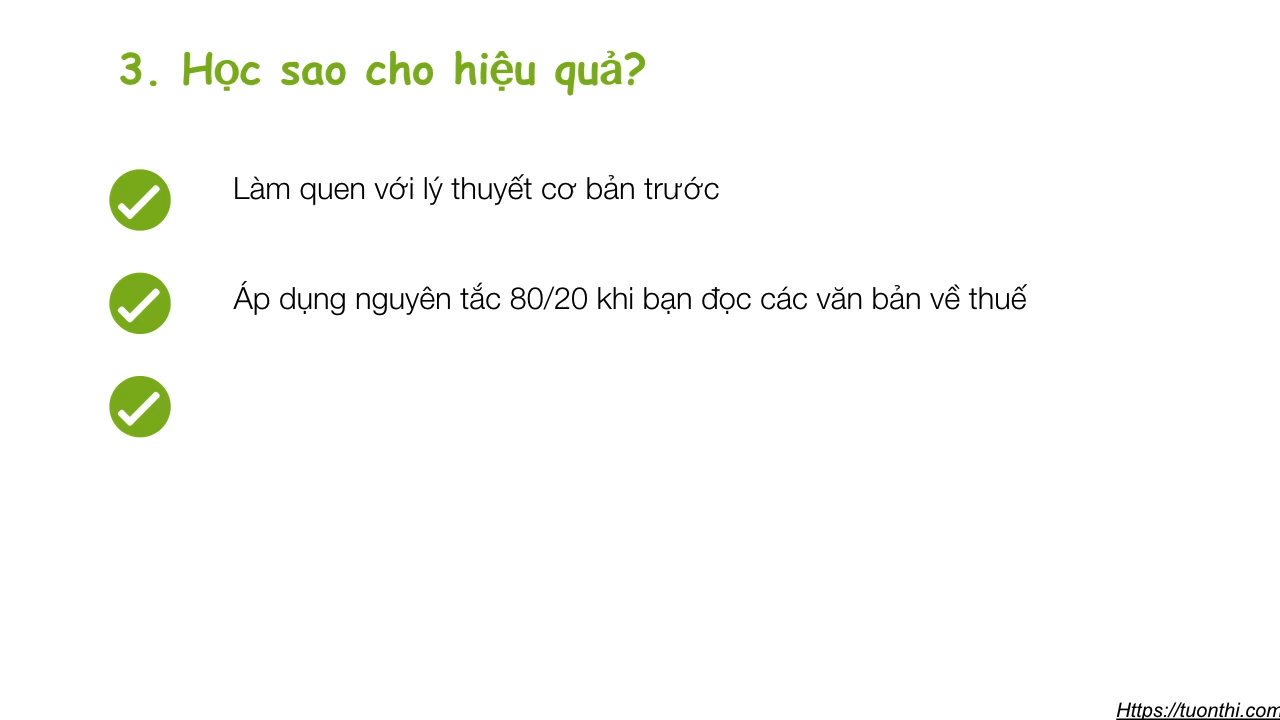 3. Học sao cho hiệu quả?
Làm quen với lý thuyết cơ bản trước
Áp dụng nguyên tắc 80/20 khi bạn đọc các văn bản về thuế
Https://tuonthi.com